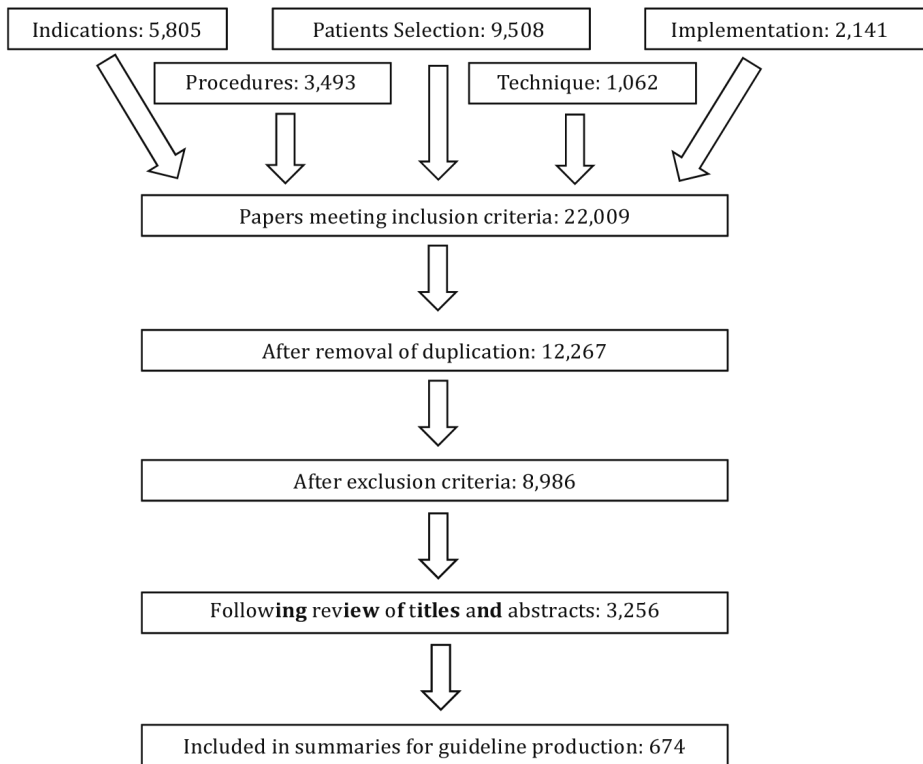 Indications: 5,805
Patients Selection: 9,508
Implementation: 2,141
Procedures: 3,493
Technique: 1,062
Papers meeting inclusion criteria: 22,009
After removal of duplication: 12,267
After exclusion criteria: 8,986
Following review of titles and abstracts: 3,256
Included in summaries for guideline production: 674